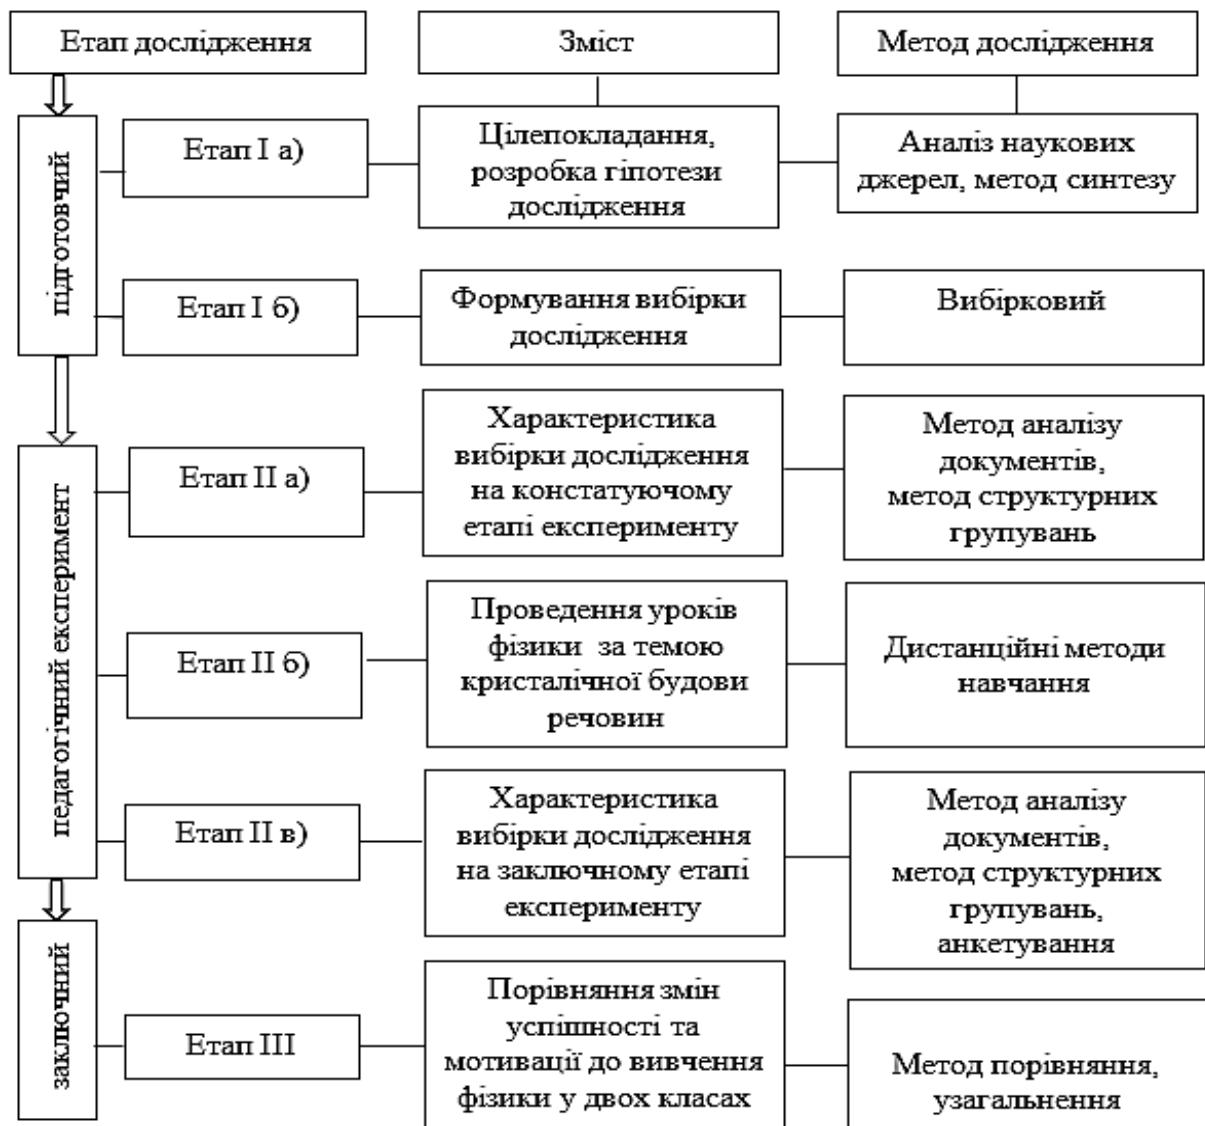 Етап дослідження
Зміст
Метод дослідження
підготовчий
Етап І а)
Цілепокладання,
розробка гіпотези
дослідження
Аналіз наукових
джерел, метод синтезу
Етап І б)
Формування вибірки
дослідження
Вибірковий
педагогічний експеримент
Етап ІІ а)
Характеристика
вибірки дослідження
на констатуючому
етапі експерименту
Метод аналізу
документів,
метод структурних
групувань
Етап ІІ б)
Проведення уроків
фізики за темою
кристалічної будови
речовин
Дистанційні методи
навчання
Етап ІІ в)
Характеристика
вибірки дослідження
на заключному етапі
експерименту
Метод аналізу
документів,
метод структурних
групувань,
анкетування
заключний
Етап ІІІ
Порівняння змін
успішності та
мотивації до вивчення
фізики у двох класах
Метод порівняння,
узагальнення